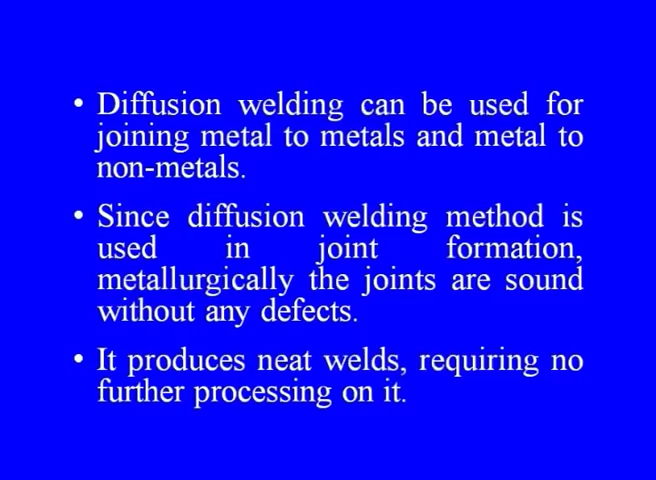 • Diffusion welding can be used for
joining metal to metals and metal to
non-metals.
• Since diffusion welding method is
used in joint formation,
metallurgically the joints are sound
without any defects.
• It produces neat welds, requiring no
further processing on it.